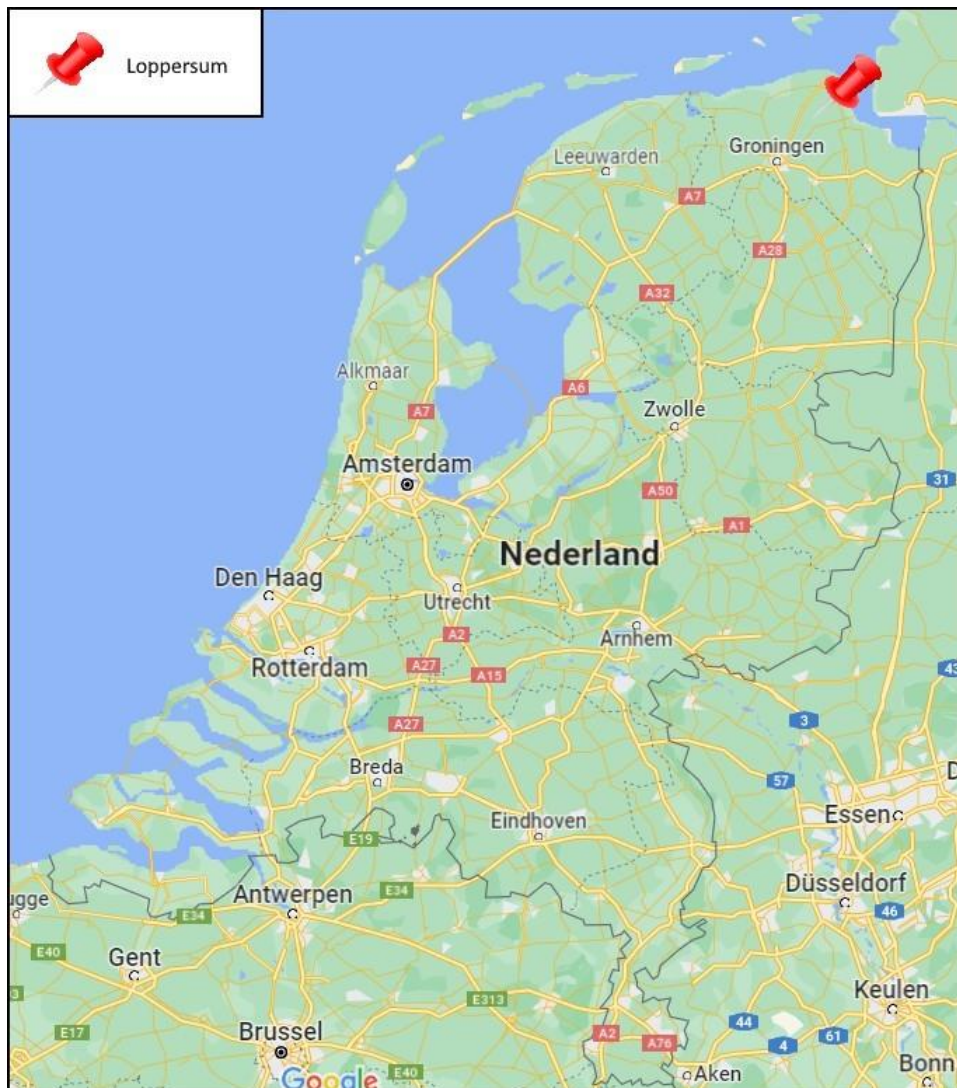 Loppersum
Leeuwarden
Groningen
A7
A28
A32
Alkmaar
A7
A6
Zwolle
Amsterdam
A50
31
A1
Nederland
Den Haag
Utrecht
A2
Arnhem
Rotterdam
A27
A15
43
A27
3
Breda
57
Essen
Eindhoven
E19
Düsseldorf
E34
Antwerpen
ugge
E34
46
E40
Gent
Keulen
E313
44
61
E17
Brussel
A2
A76
4
Google
E40
Aken
Bonn